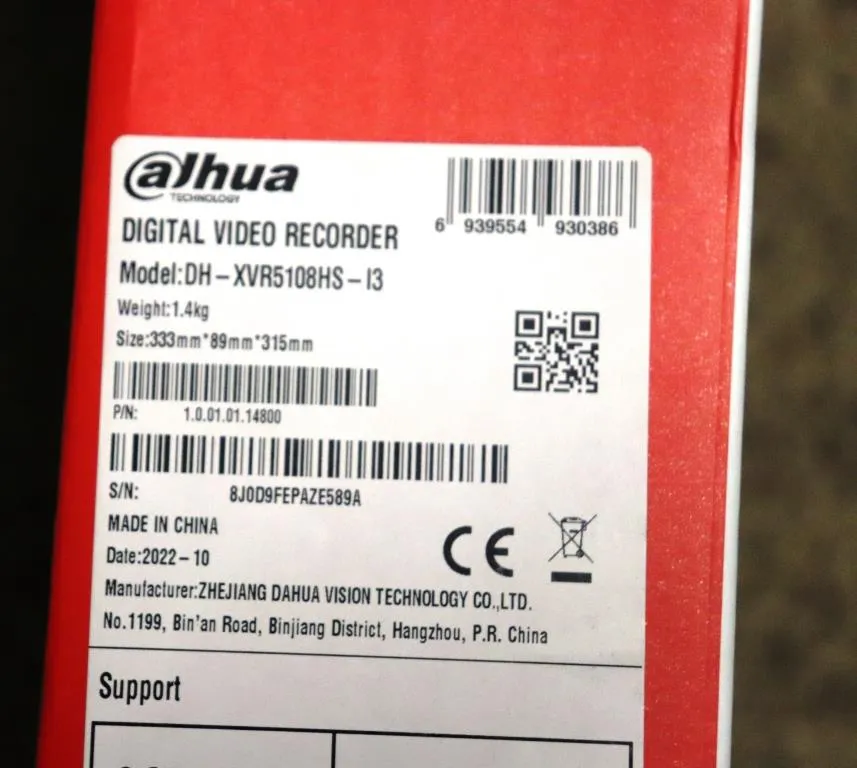 alhua
TECHNOLOGY
6 939554 930386
DIGITAL VIDEO RECORDER
Model:DH-XVR5108HS-I3
Weight:1.4kg
Size:333mm*89mm*315mm
P/N: 1.0.01.01.14800
S/N: 8J0D9FEPAZE589A
MADE IN CHINA
CE
Date:2022-10
Manufacturer:ZHEJIANG DAHUA VISION TECHNOLOGY CO.,LTD.
No.1199, Bin'an Road, Binjiang District, Hangzhou, P.R. China
Support